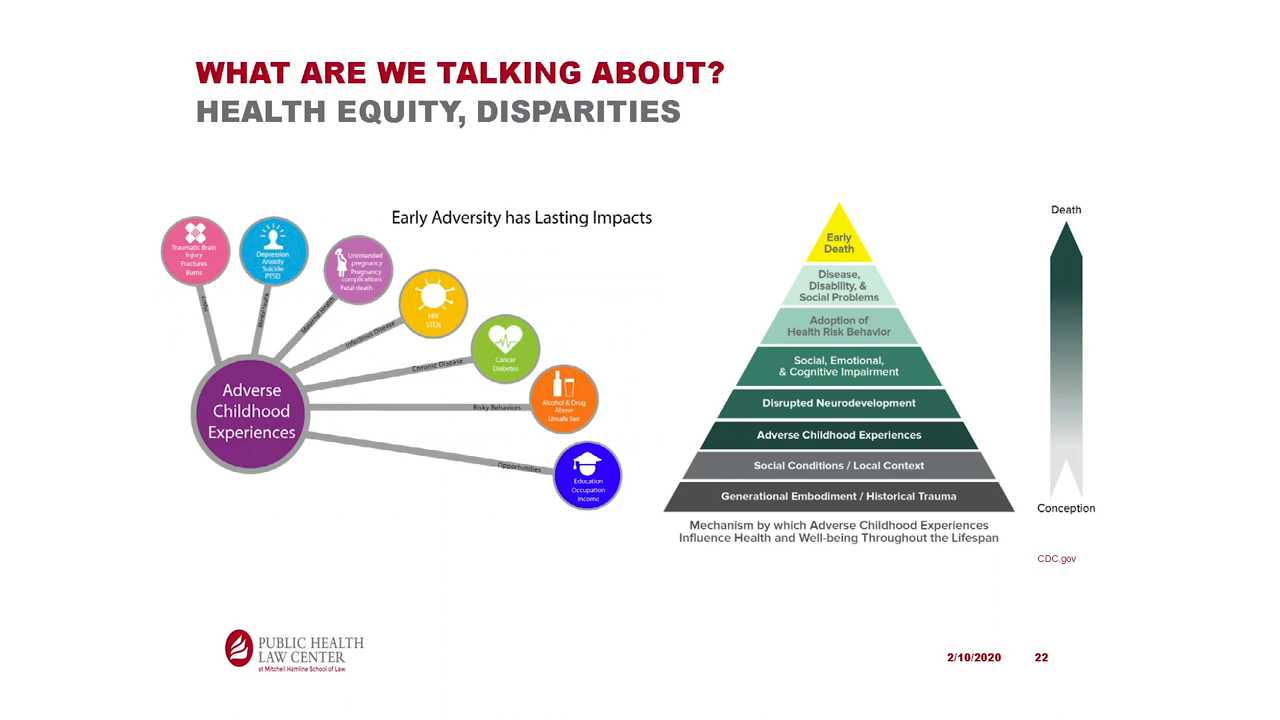 WHAT ARE WE TALKING ABOUT?
HEALTH EQUITY, DISPARITIES
Early Adversity has Lasting Impacts
Traumatic Brain
Injury
Fractures
Burns
Depression
Anxiety
Suicide
PTSD
Unintended
pregnancy
Pregnancy
complications
Fetal death
HIV
STDs
Cancer
Diabetes
Alcohol & Drug
Abuse
Unsafe Sex
Education
Occupation
Income
Injury
Mental Health
Maternal Health
Infectious Disease
Chronic Disease
Risky Behaviors
Opportunities
Adverse
Childhood
Experiences
Early
Death
Disease,
Disability, &
Social Problems
Adoption of
Health Risk Behavior
Social, Emotional,
& Cognitive Impairment
Disrupted Neurodevelopment
Adverse Childhood Experiences
Social Conditions / Local Context
Generational Embodiment / Historical Trauma
Mechanism by which Adverse Childhood Experiences
Influence Health and Well-being Throughout the Lifespan
Death
Conception
CDC.gov
PUBLIC HEALTH
LAW CENTER
at Mitchell Hamline School of Law
2/10/2020
22